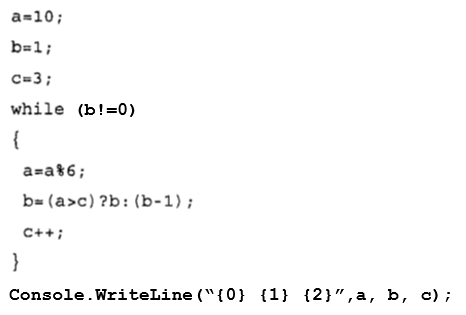 a=10;
b=1;
c=3;
while (b!=0)
{
a=a%6;
b=(a>c)?b:(b-1);
c++;
}
Console.WriteLine(“{0} {1} {2}”,a, b, c);